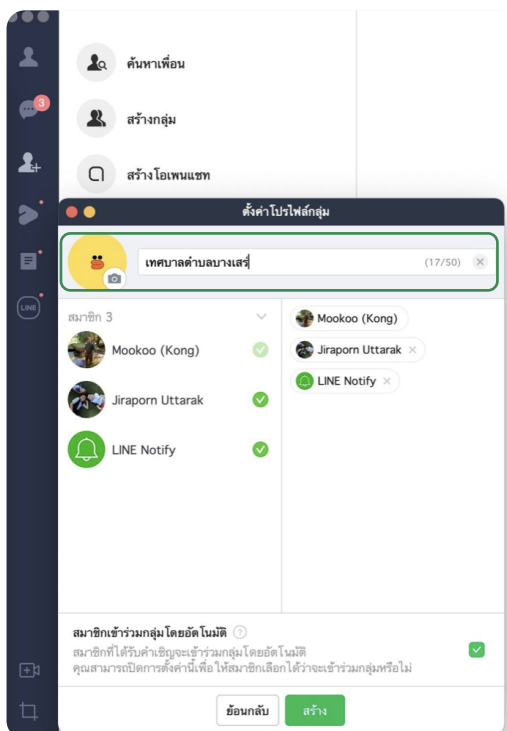 3
ค้นหาเพื่อน
สร้างกลุ่ม
สร้างโอเพนแชท
LINE
ตั้งค่าโปรไฟล์กลุ่ม
เทศบาลตำบลบางเสร่
(17/50)
สมาชิก 3
Mookoo (Kong)
Jiraporn Uttarak
LINE Notify
Mookoo (Kong)
Jiraporn Uttarak
LINE Notify
สมาชิกเข้าร่วมกลุ่มโดยอัตโนมัติ
สมาชิกที่ได้รับคำเชิญจะเข้าร่วมกลุ่มโดยอัตโนมัติ
คุณสามารถปิดการตั้งค่านี้เพื่อให้สมาชิกเลือกได้ว่าจะเข้าร่วมกลุ่มหรือไม่
ย้อนกลับ
สร้าง